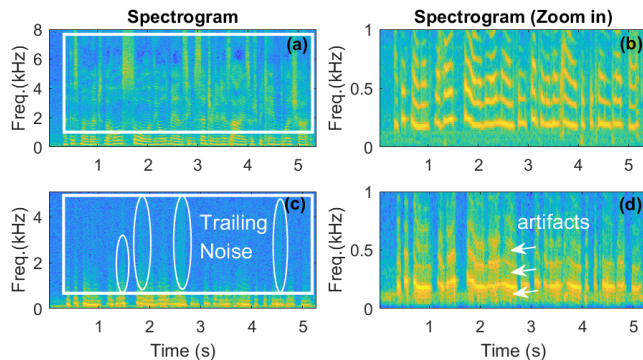 Spectrogram
Spectrogram (Zoom in)
Freq.(kHz)
8
6
4
2
0
(a)
1
2
3
4
5
Freq.(kHz)
1
0.5
0
(b)
1
2
3
4
5
Freq.(kHz)
4
2
0
(c)
Trailing
Noise
1
2
3
4
5
Time (s)
Freq.(kHz)
1
0.5
0
(d)
artifacts
1
2
3
4
5
Time (s)